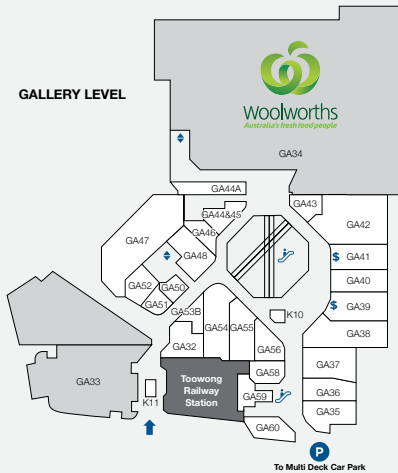 GALLERY LEVEL
Woolworths
Australia's fresh food people
GA34
GA44A
GA43
GA44&45
GA42
GA46
GA47
GA48
$ GA41
GA52
GA50
GA40
GA51
$ GA39
GA53B
K10
GA54
GA55
GA38
GA32
GA56
GA37
GA58
GA33
Toowong
Railway
Station
GA36
K11
GA59
GA35
GA60
P
To Multi Deck Car Park